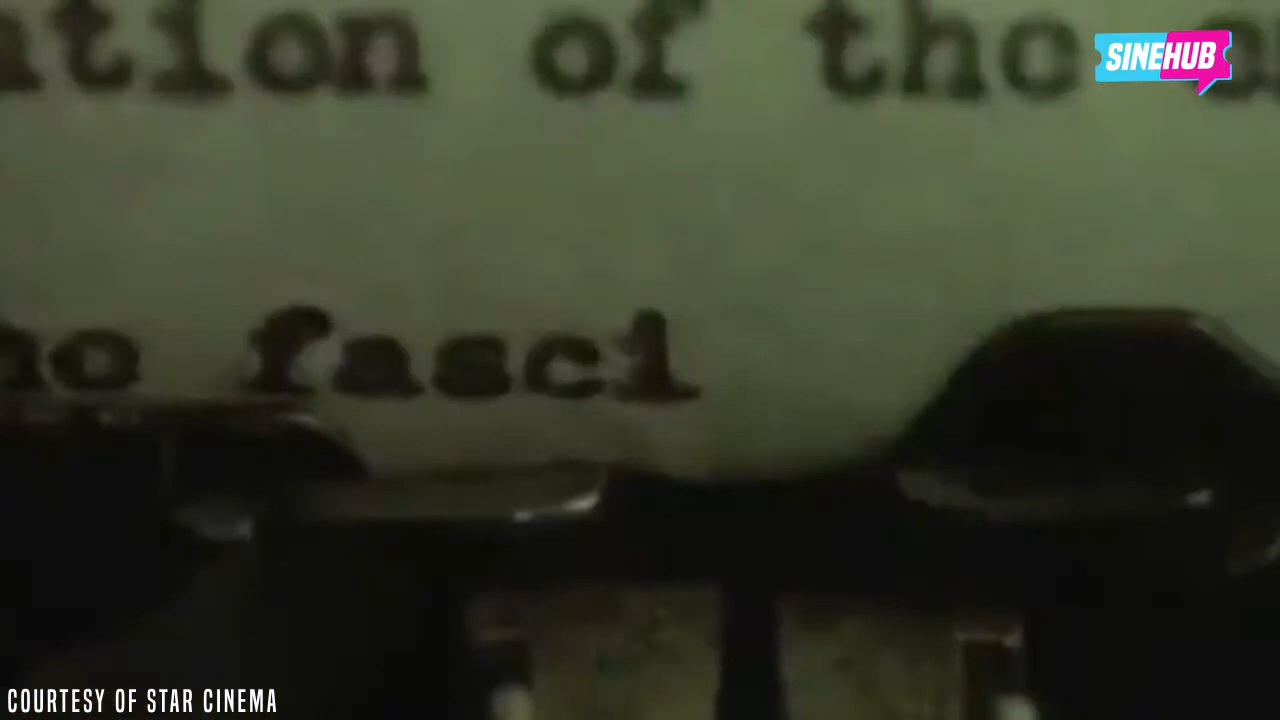 ation of the
SINEHUB
fasci
COURTESY OF STAR CINEMA